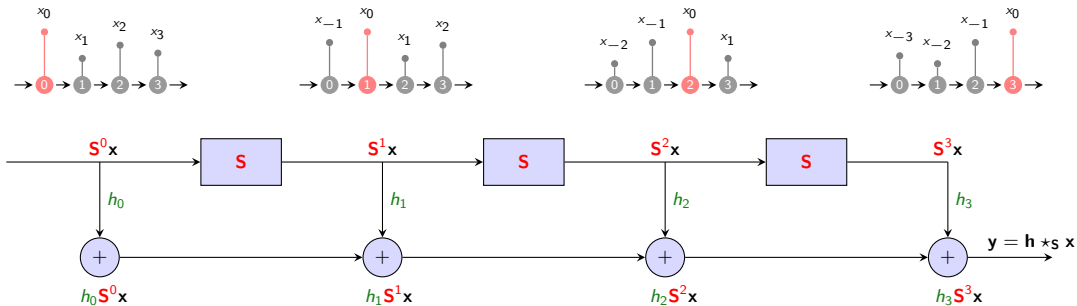 x₀ x₁ x₂ x₃
0 1 2 3
x₋₁ x₀ x₁ x₂
0 1 2 3
x₋₂ x₋₁ x₀ x₁
0 1 2 3
x₋₃ x₋₂ x₋₁ x₀
0 1 2 3
S⁰x S S¹x S S²x S S³x
h₀ h₁ h₂ h₃
+ + + + y = h ⋆S x
h₀S⁰x h₁S¹x h₂S²x h₃S³x